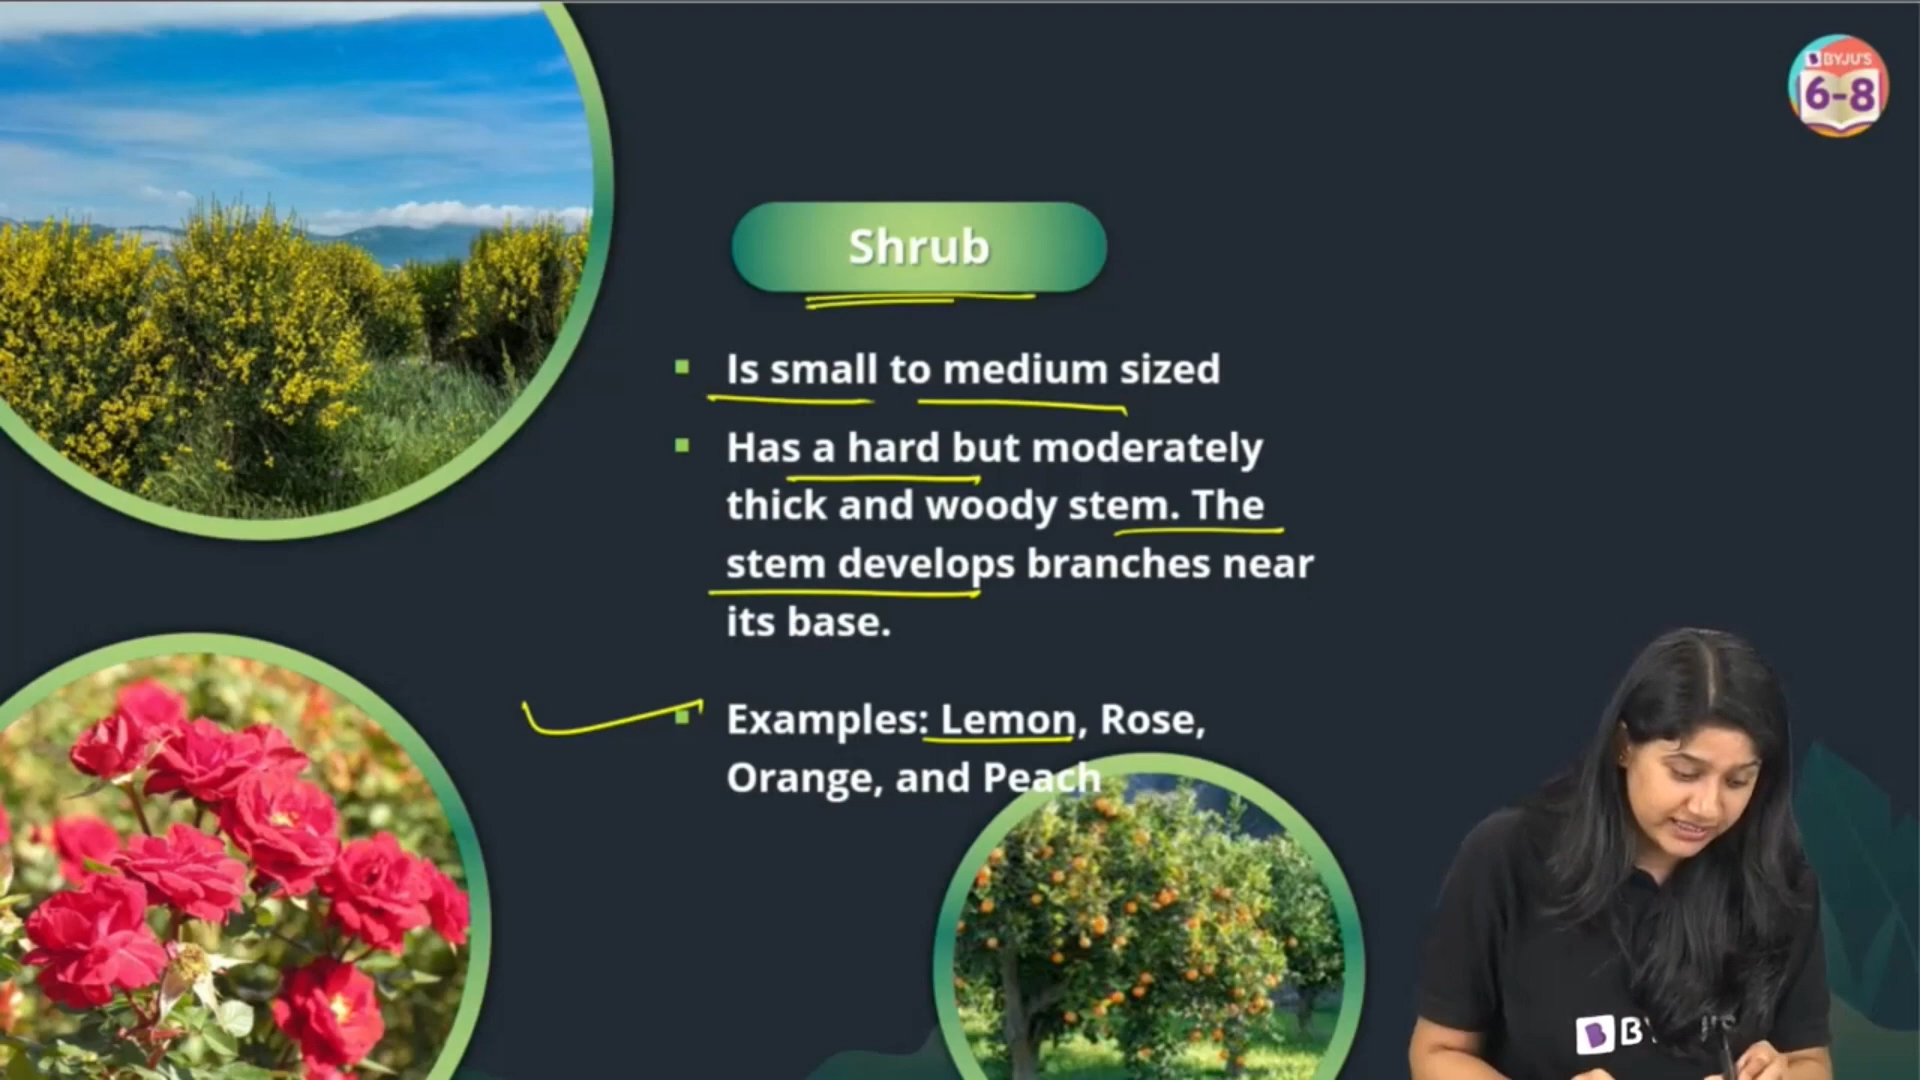 BYJU'S
6-8
Shrub
Is small to medium sized
Has a hard but moderately
thick and woody stem. The
stem develops branches near
its base.
Examples: Lemon, Rose,
Orange, and Peach